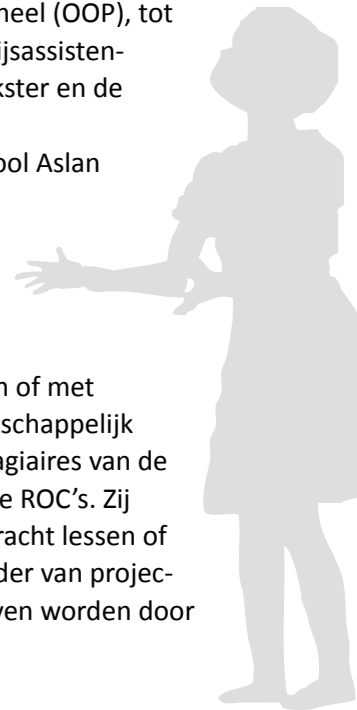 neel (OOP), tot
ijsassisten-
kster en de
ool Aslan
n of met
schappelijk
agiaires van de
e ROC's. Zij
racht lessen of
der van projec-
ven worden door